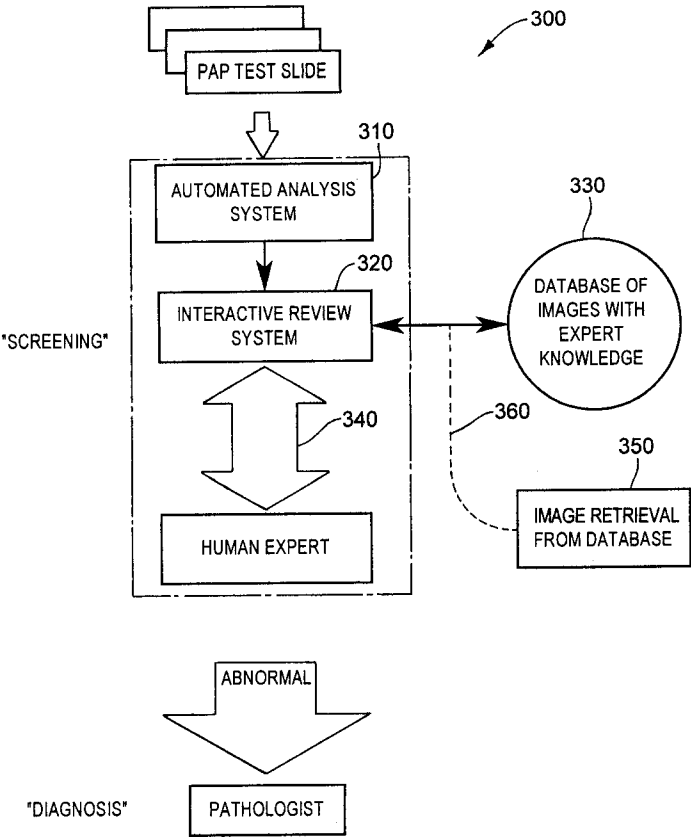 300
PAP TEST SLIDE
310
AUTOMATED ANALYSIS
SYSTEM
330
320
INTERACTIVE REVIEW
SYSTEM
DATABASE OF
IMAGES WITH
EXPERT
KNOWLEDGE
"SCREENING"
340
360
350
IMAGE RETRIEVAL
FROM DATABASE
HUMAN EXPERT
ABNORMAL
"DIAGNOSIS"
PATHOLOGIST